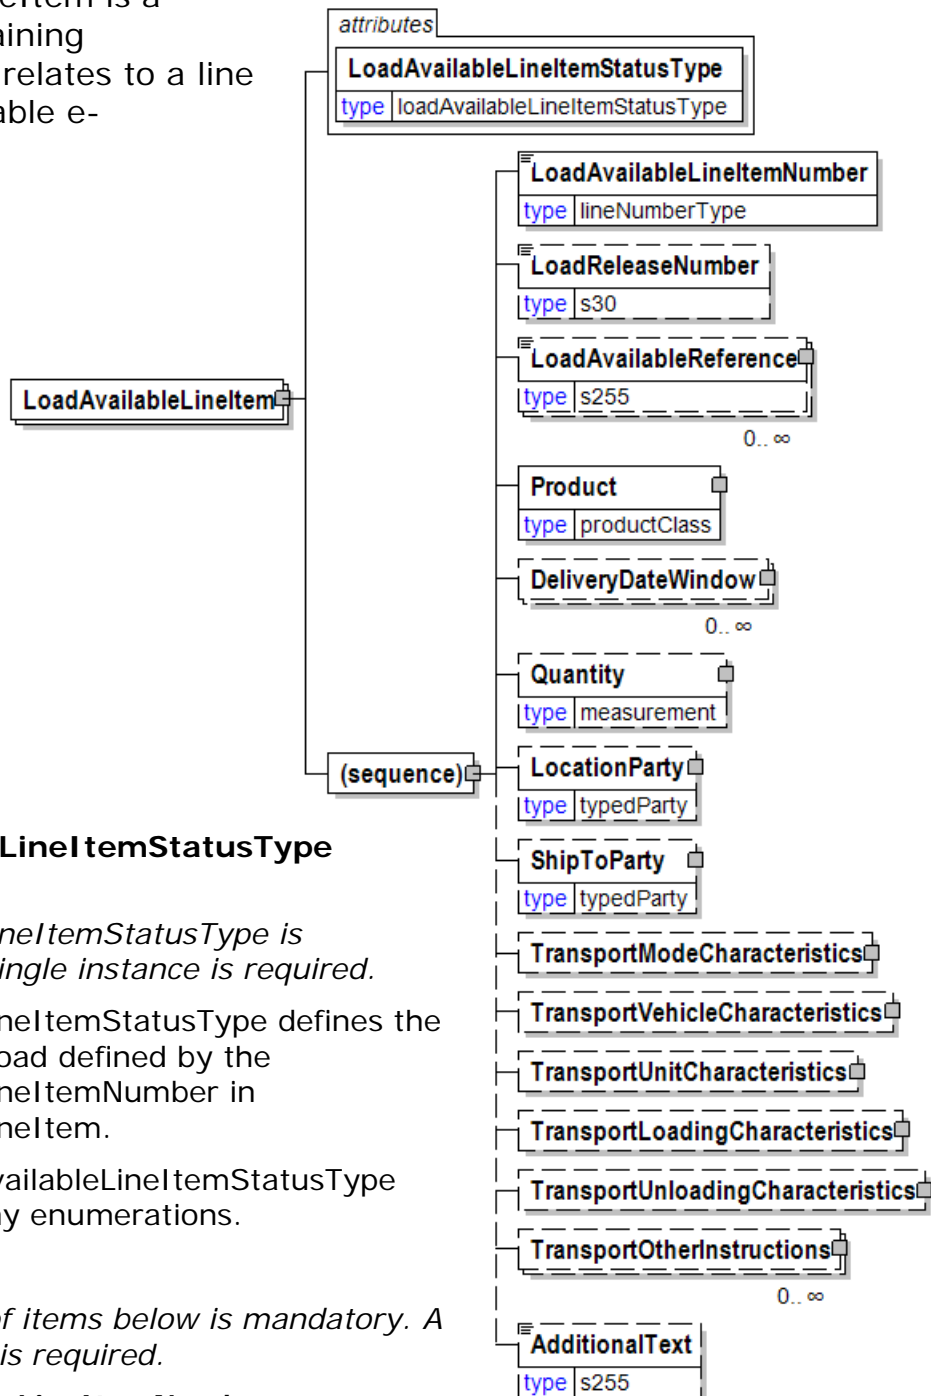 eItem is a
aining
relates to a line
able e-
attributes
LoadAvailableLineItemStatusType
type loadAvailableLineItemStatusType
LoadAvailableLineItemNumber
type lineNumberType
LoadReleaseNumber
type s30
LoadAvailableReference
type s255
0.. ∞
LoadAvailableLineItem
Product
type productClass
DeliveryDateWindow
0.. ∞
Quantity
type measurement
(sequence)
LocationParty
type typedParty
ShipToParty
type typedParty
TransportModeCharacteristics
TransportVehicleCharacteristics
TransportUnitCharacteristics
TransportLoadingCharacteristics
TransportUnloadingCharacteristics
TransportOtherInstructions
0.. ∞
AdditionalText
type s255
LineItemStatusType
neItemStatusType is
ingle instance is required.
neItemStatusType defines the
oad defined by the
neItemNumber in
neItem.
vailableLineItemStatusType
ny enumerations.
of items below is mandatory. A
is required.